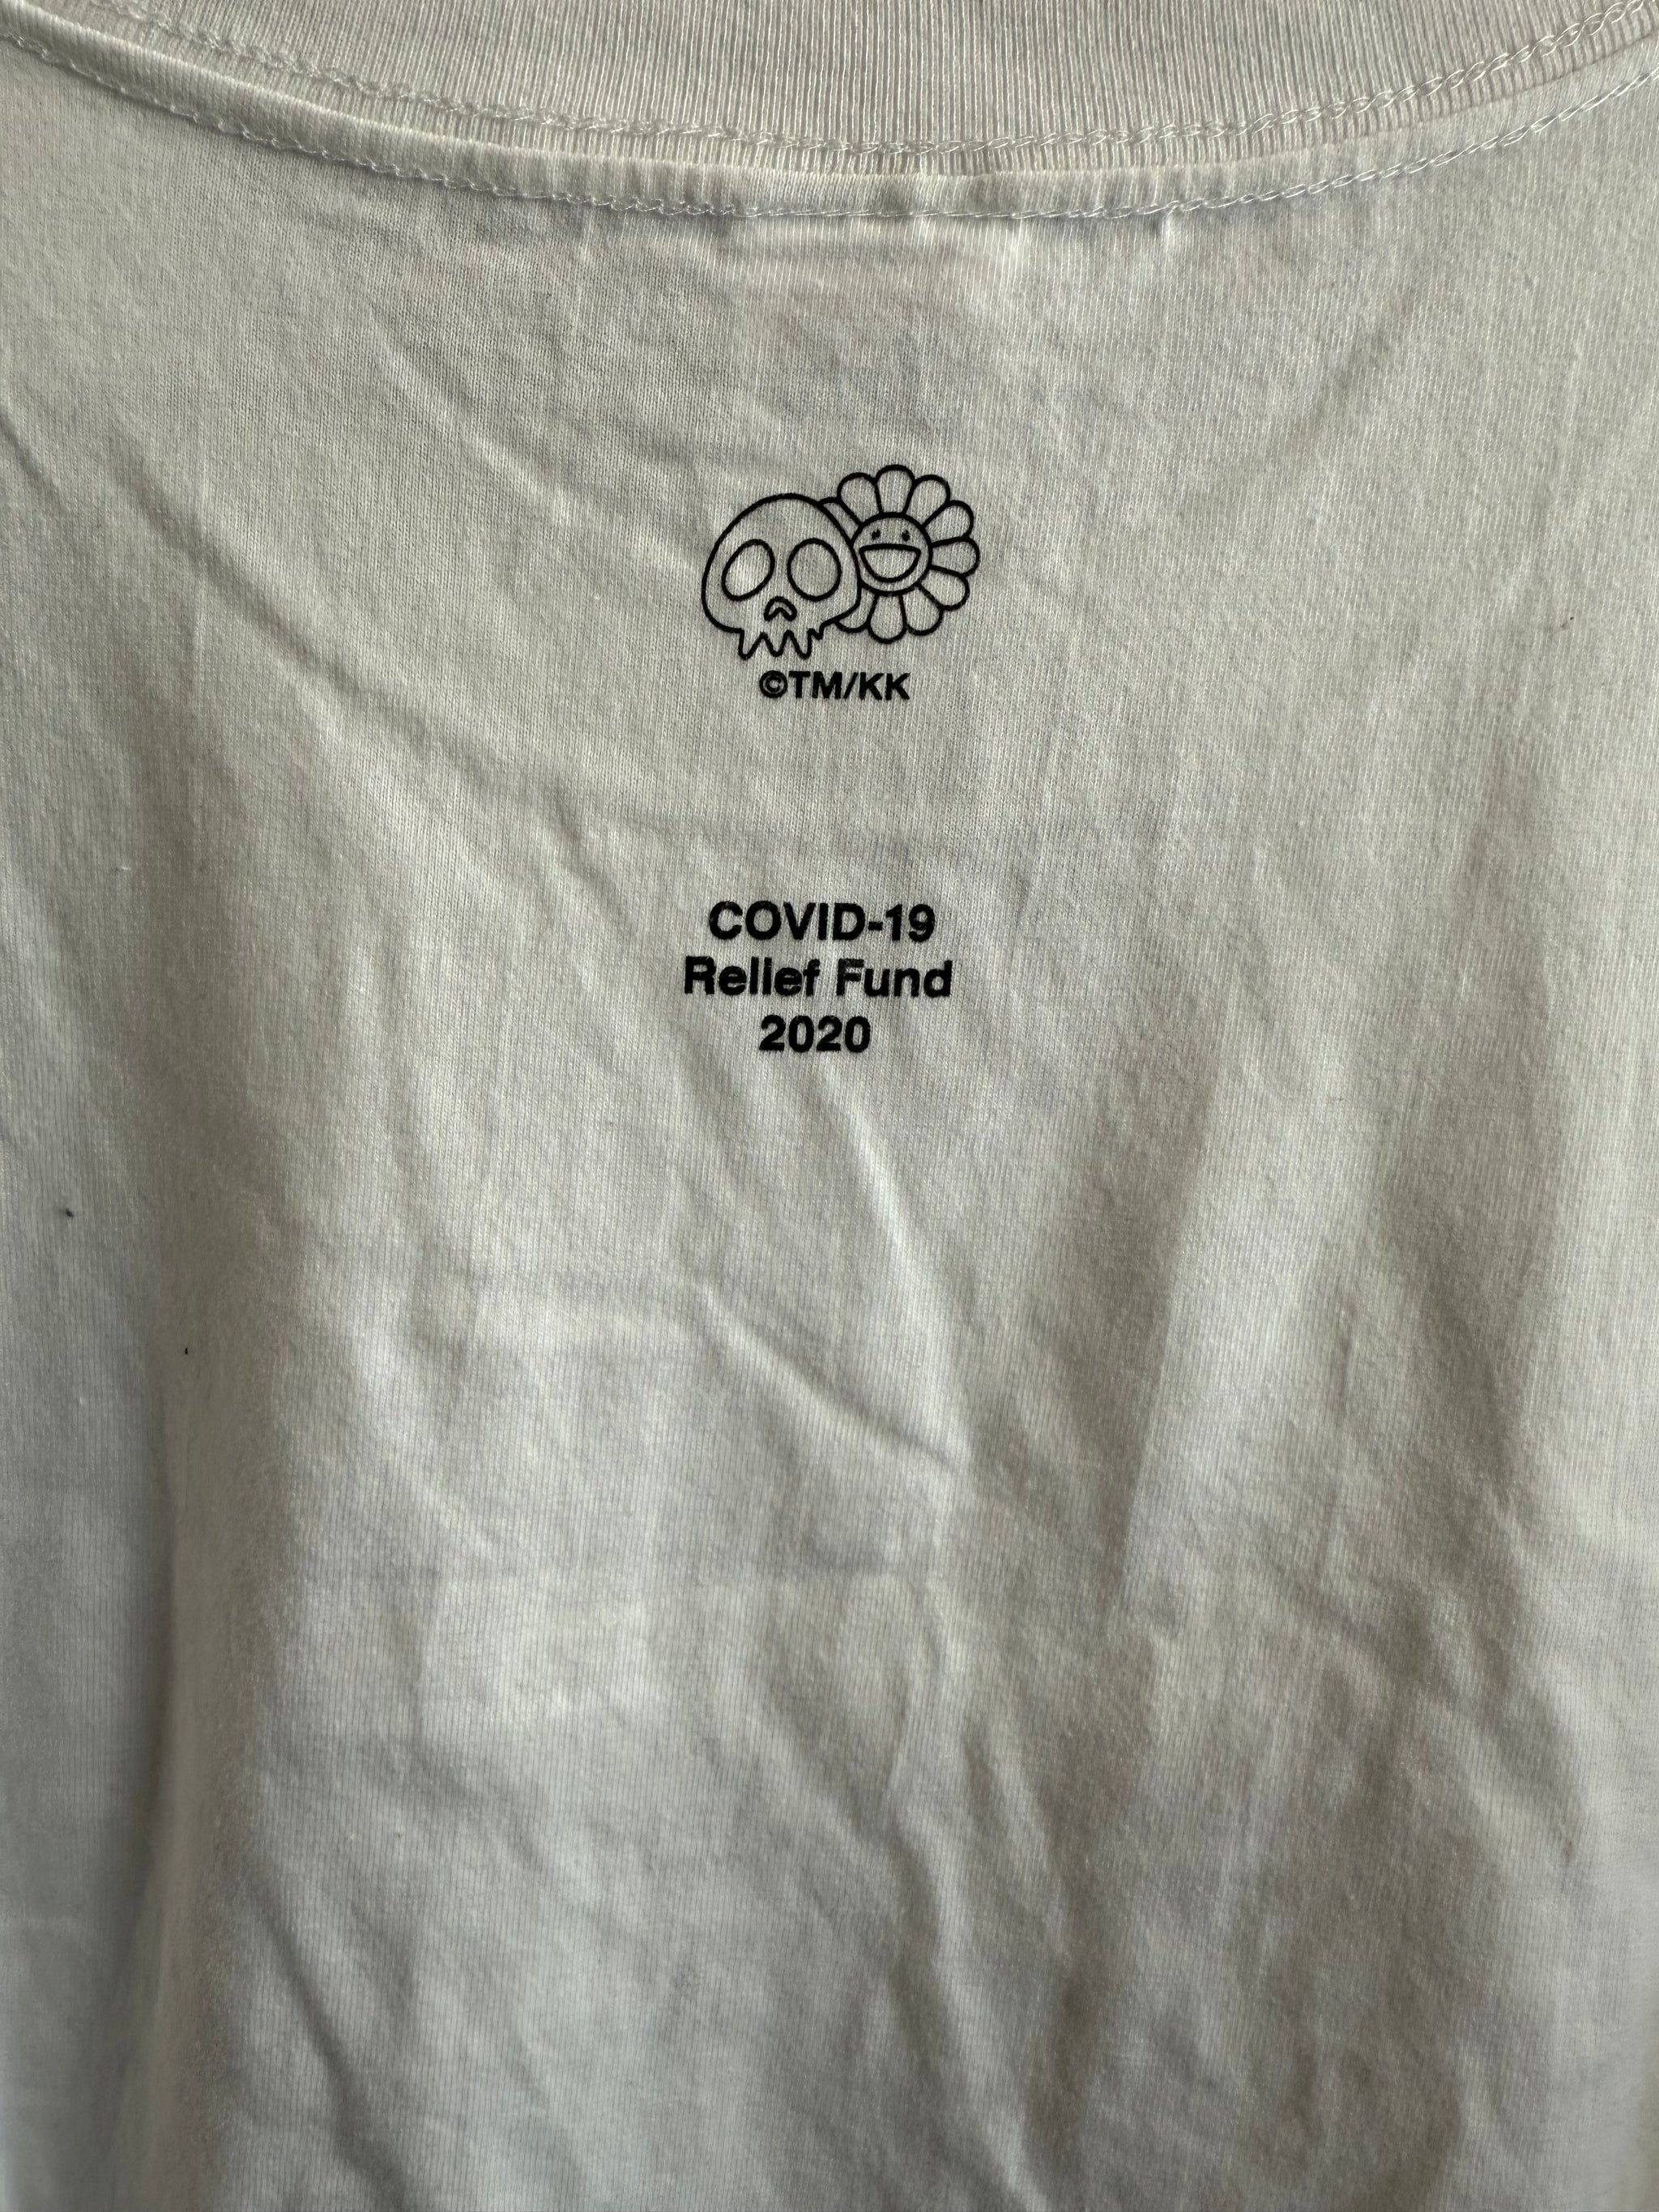 ©TM/KK
COVID-19
Relief Fund
2020